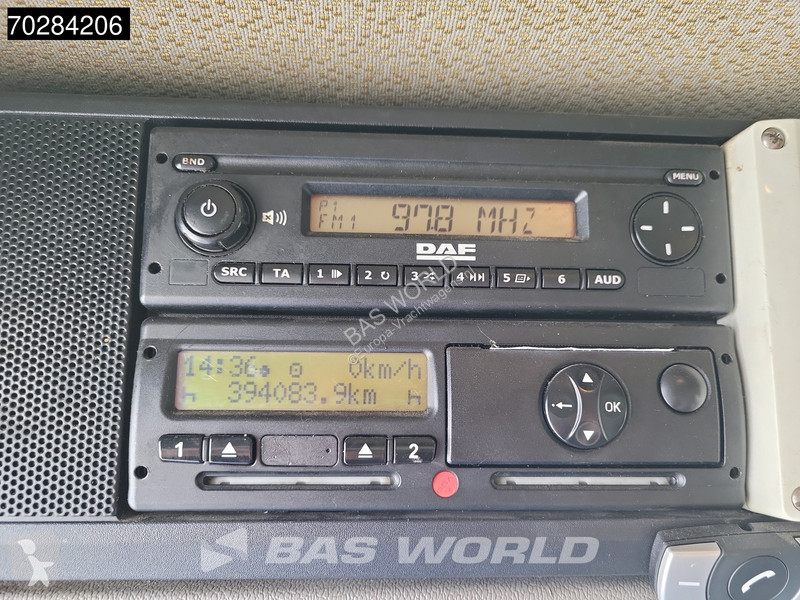 70284206
BND
MENU
P1
FM1 97.8 MHZ
DAF
SRC TA 1 2 3 4 5 6 AUD
BAS WORLD
14:36 0km/h
394083.9km
OK
1 2
BAS WORLD